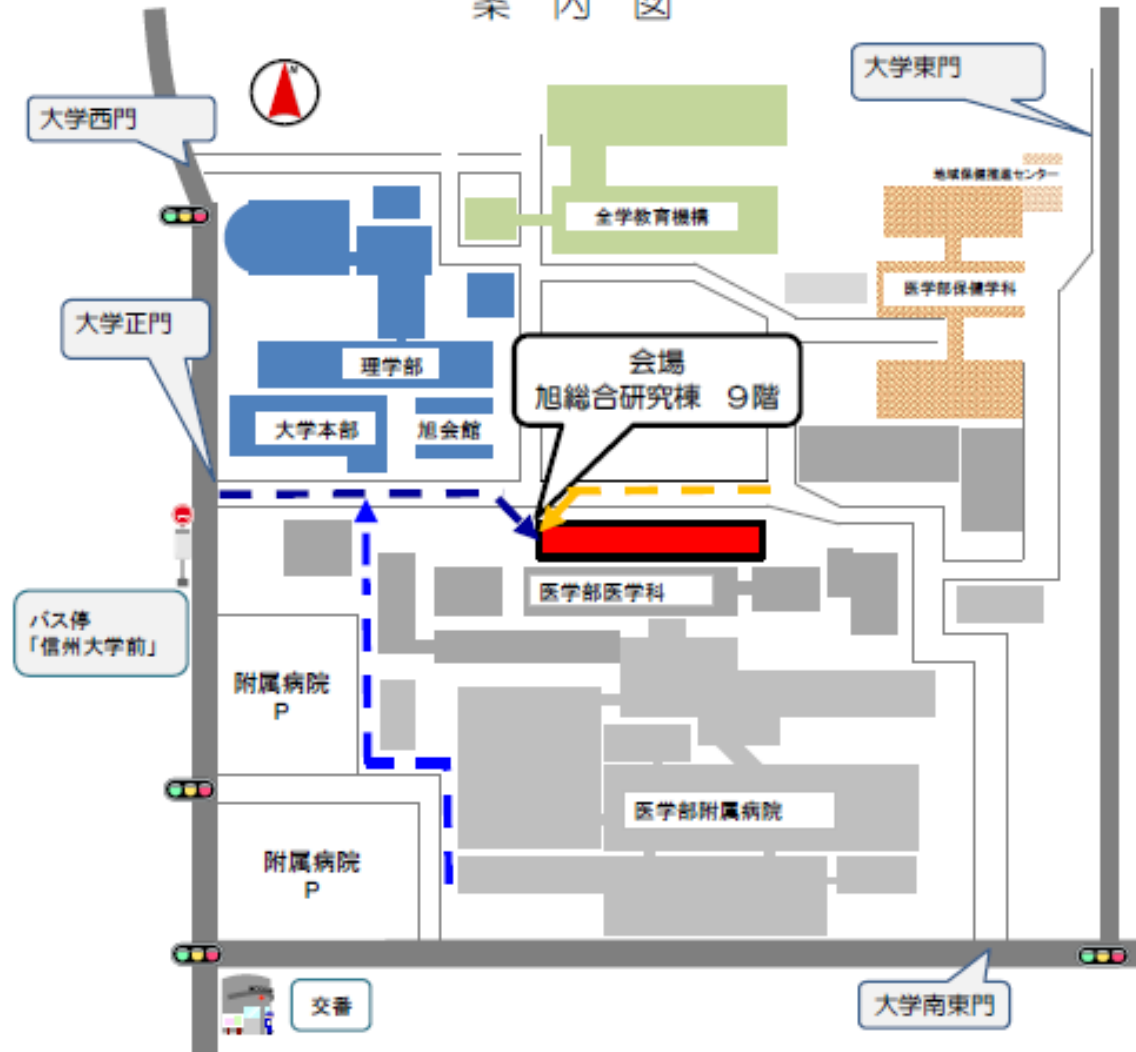 案 内 図
N
大学東門
大学西門
地域保健推進センター
全学教育機構
医学部保健学科
大学正門
会場
旭総合研究棟 9階
理学部
大学本部
旭会館
医学部医学科
バス停
「信州大学前」
附属病院
P
医学部附属病院
附属病院
P
交番
大学南東門